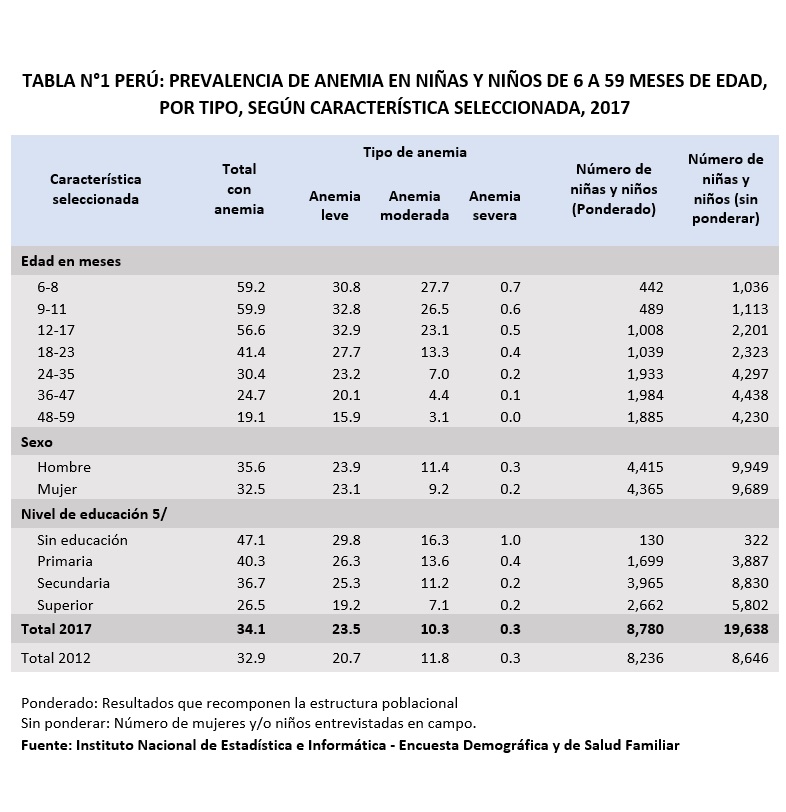 TABLA N°1 PERÚ: PREVALENCIA DE ANEMIA EN NIÑAS Y NIÑOS DE 6 A 59 MESES DE EDAD,
POR TIPO, SEGÚN CARACTERÍSTICA SELECCIONADA, 2017
Característica seleccionada Total con anemia Tipo de anemia Número de niñas y niños (Ponderado) Número de niñas y niños (sin ponderar)
Anemia leve Anemia moderada Anemia severa
Edad en meses
6-8 59.2 30.8 27.7 0.7 442 1,036
9-11 59.9 32.8 26.5 0.6 489 1,113
12-17 56.6 32.9 23.1 0.5 1,008 2,201
18-23 41.4 27.7 13.3 0.4 1,039 2,323
24-35 30.4 23.2 7.0 0.2 1,933 4,297
36-47 24.7 20.1 4.4 0.1 1,984 4,438
48-59 19.1 15.9 3.1 0.0 1,885 4,230
Sexo
Hombre 35.6 23.9 11.4 0.3 4,415 9,949
Mujer 32.5 23.1 9.2 0.2 4,365 9,689
Nivel de educación 5/
Sin educación 47.1 29.8 16.3 1.0 130 322
Primaria 40.3 26.3 13.6 0.4 1,699 3,887
Secundaria 36.7 25.3 11.2 0.2 3,965 8,830
Superior 26.5 19.2 7.1 0.2 2,662 5,802
Total 2017 34.1 23.5 10.3 0.3 8,780 19,638
Total 2012 32.9 20.7 11.8 0.3 8,236 8,646
Ponderado: Resultados que recomponen la estructura poblacional
Sin ponderar: Número de mujeres y/o niños entrevistadas en campo.
Fuente: Instituto Nacional de Estadística e Informática - Encuesta Demográfica y de Salud Familiar